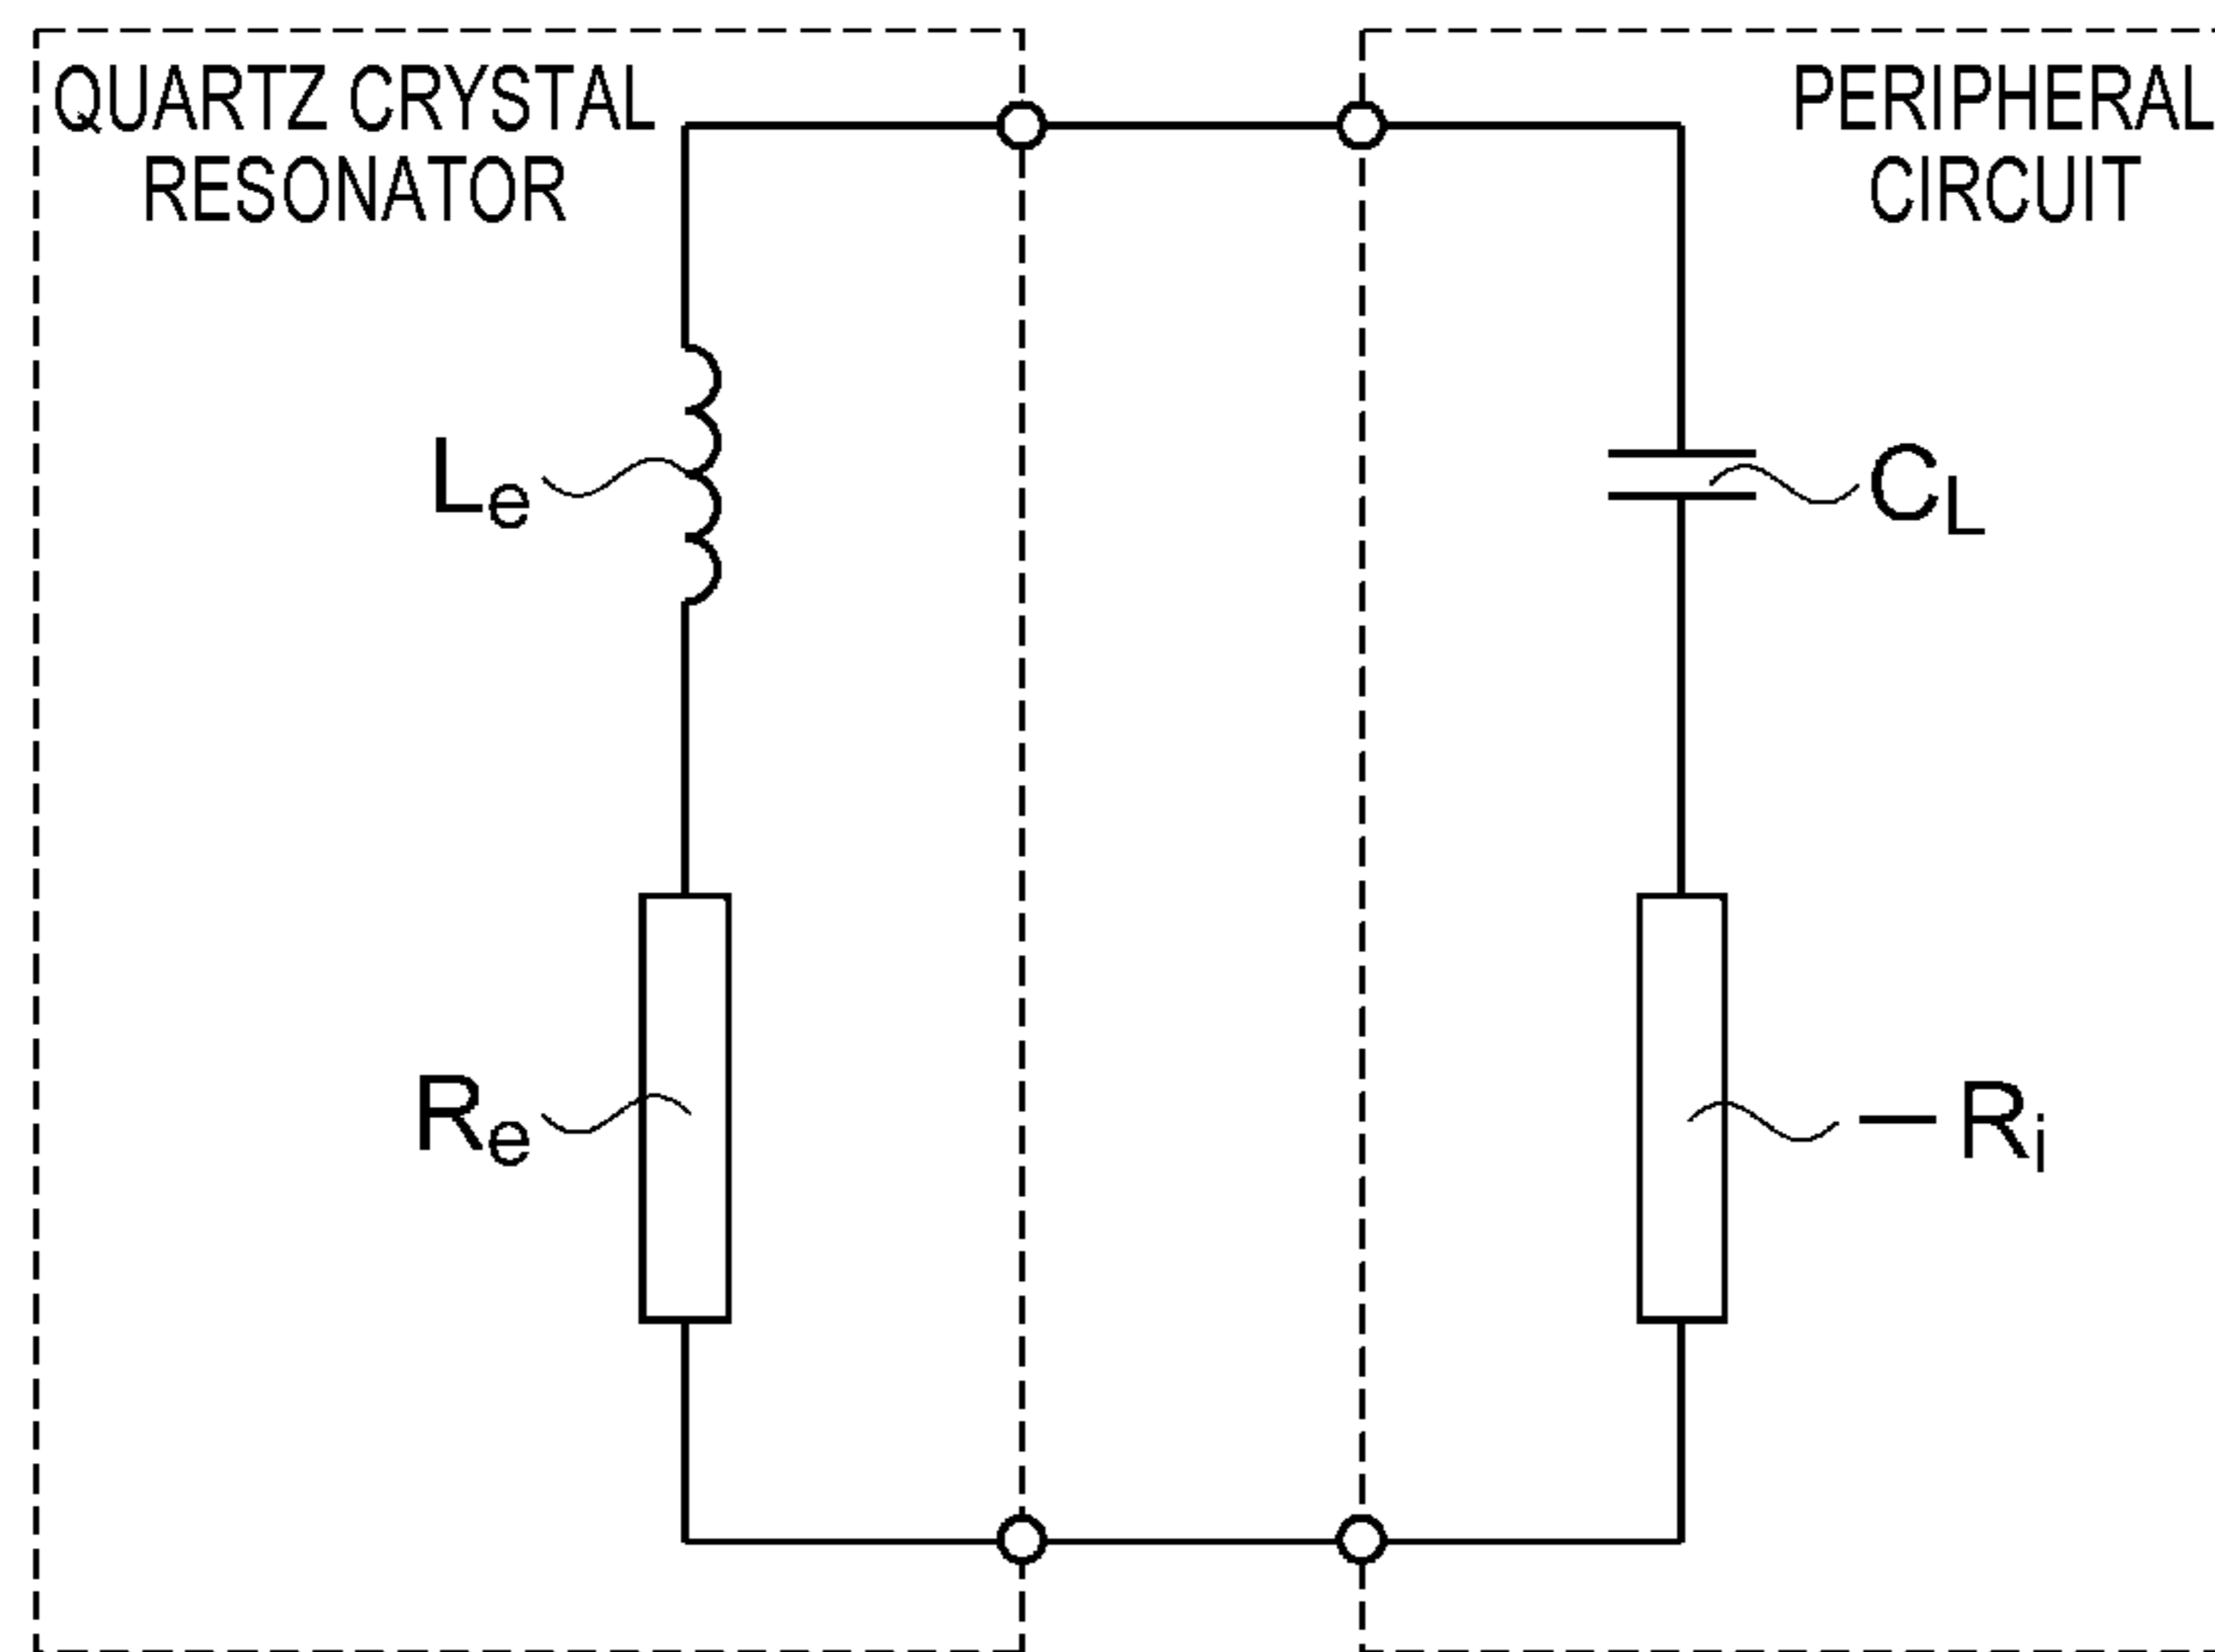 QUARTZ CRYSTAL
RESONATOR
PERIPHERAL
CIRCUIT
Le
CL
Re
— Ri